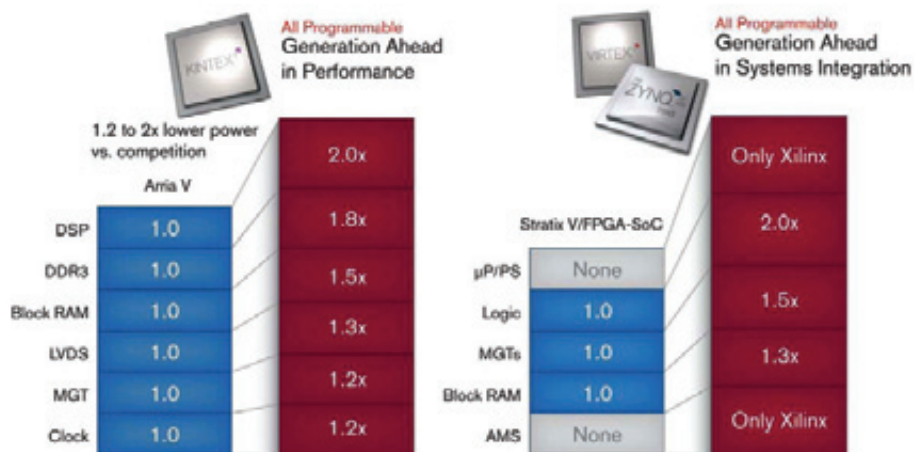 KINTEX
All Programmable
Generation Ahead
in Performance
1.2 to 2x lower power
vs. competition
Arria V
DSP
1.0
2.0x
DDR3
1.0
1.8x
Block RAM
1.0
1.5x
LVDS
1.0
1.3x
MGT
1.0
1.2x
Clock
1.0
1.2x
VIRTEX
ZYNQ
All Programmable
Generation Ahead
in Systems Integration
Stratix V/FPGA-SoC
µP/PS
None
Only Xilinx
Logic
1.0
2.0x
MGTs
1.0
1.5x
Block RAM
1.0
1.3x
AMS
None
Only Xilinx